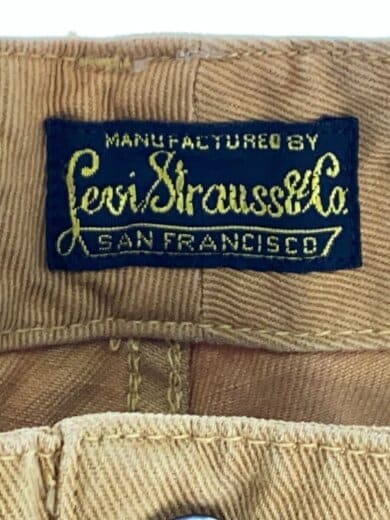 MANUFACTURED BY
Levi Strauss & Co.
SAN FRANCISCO